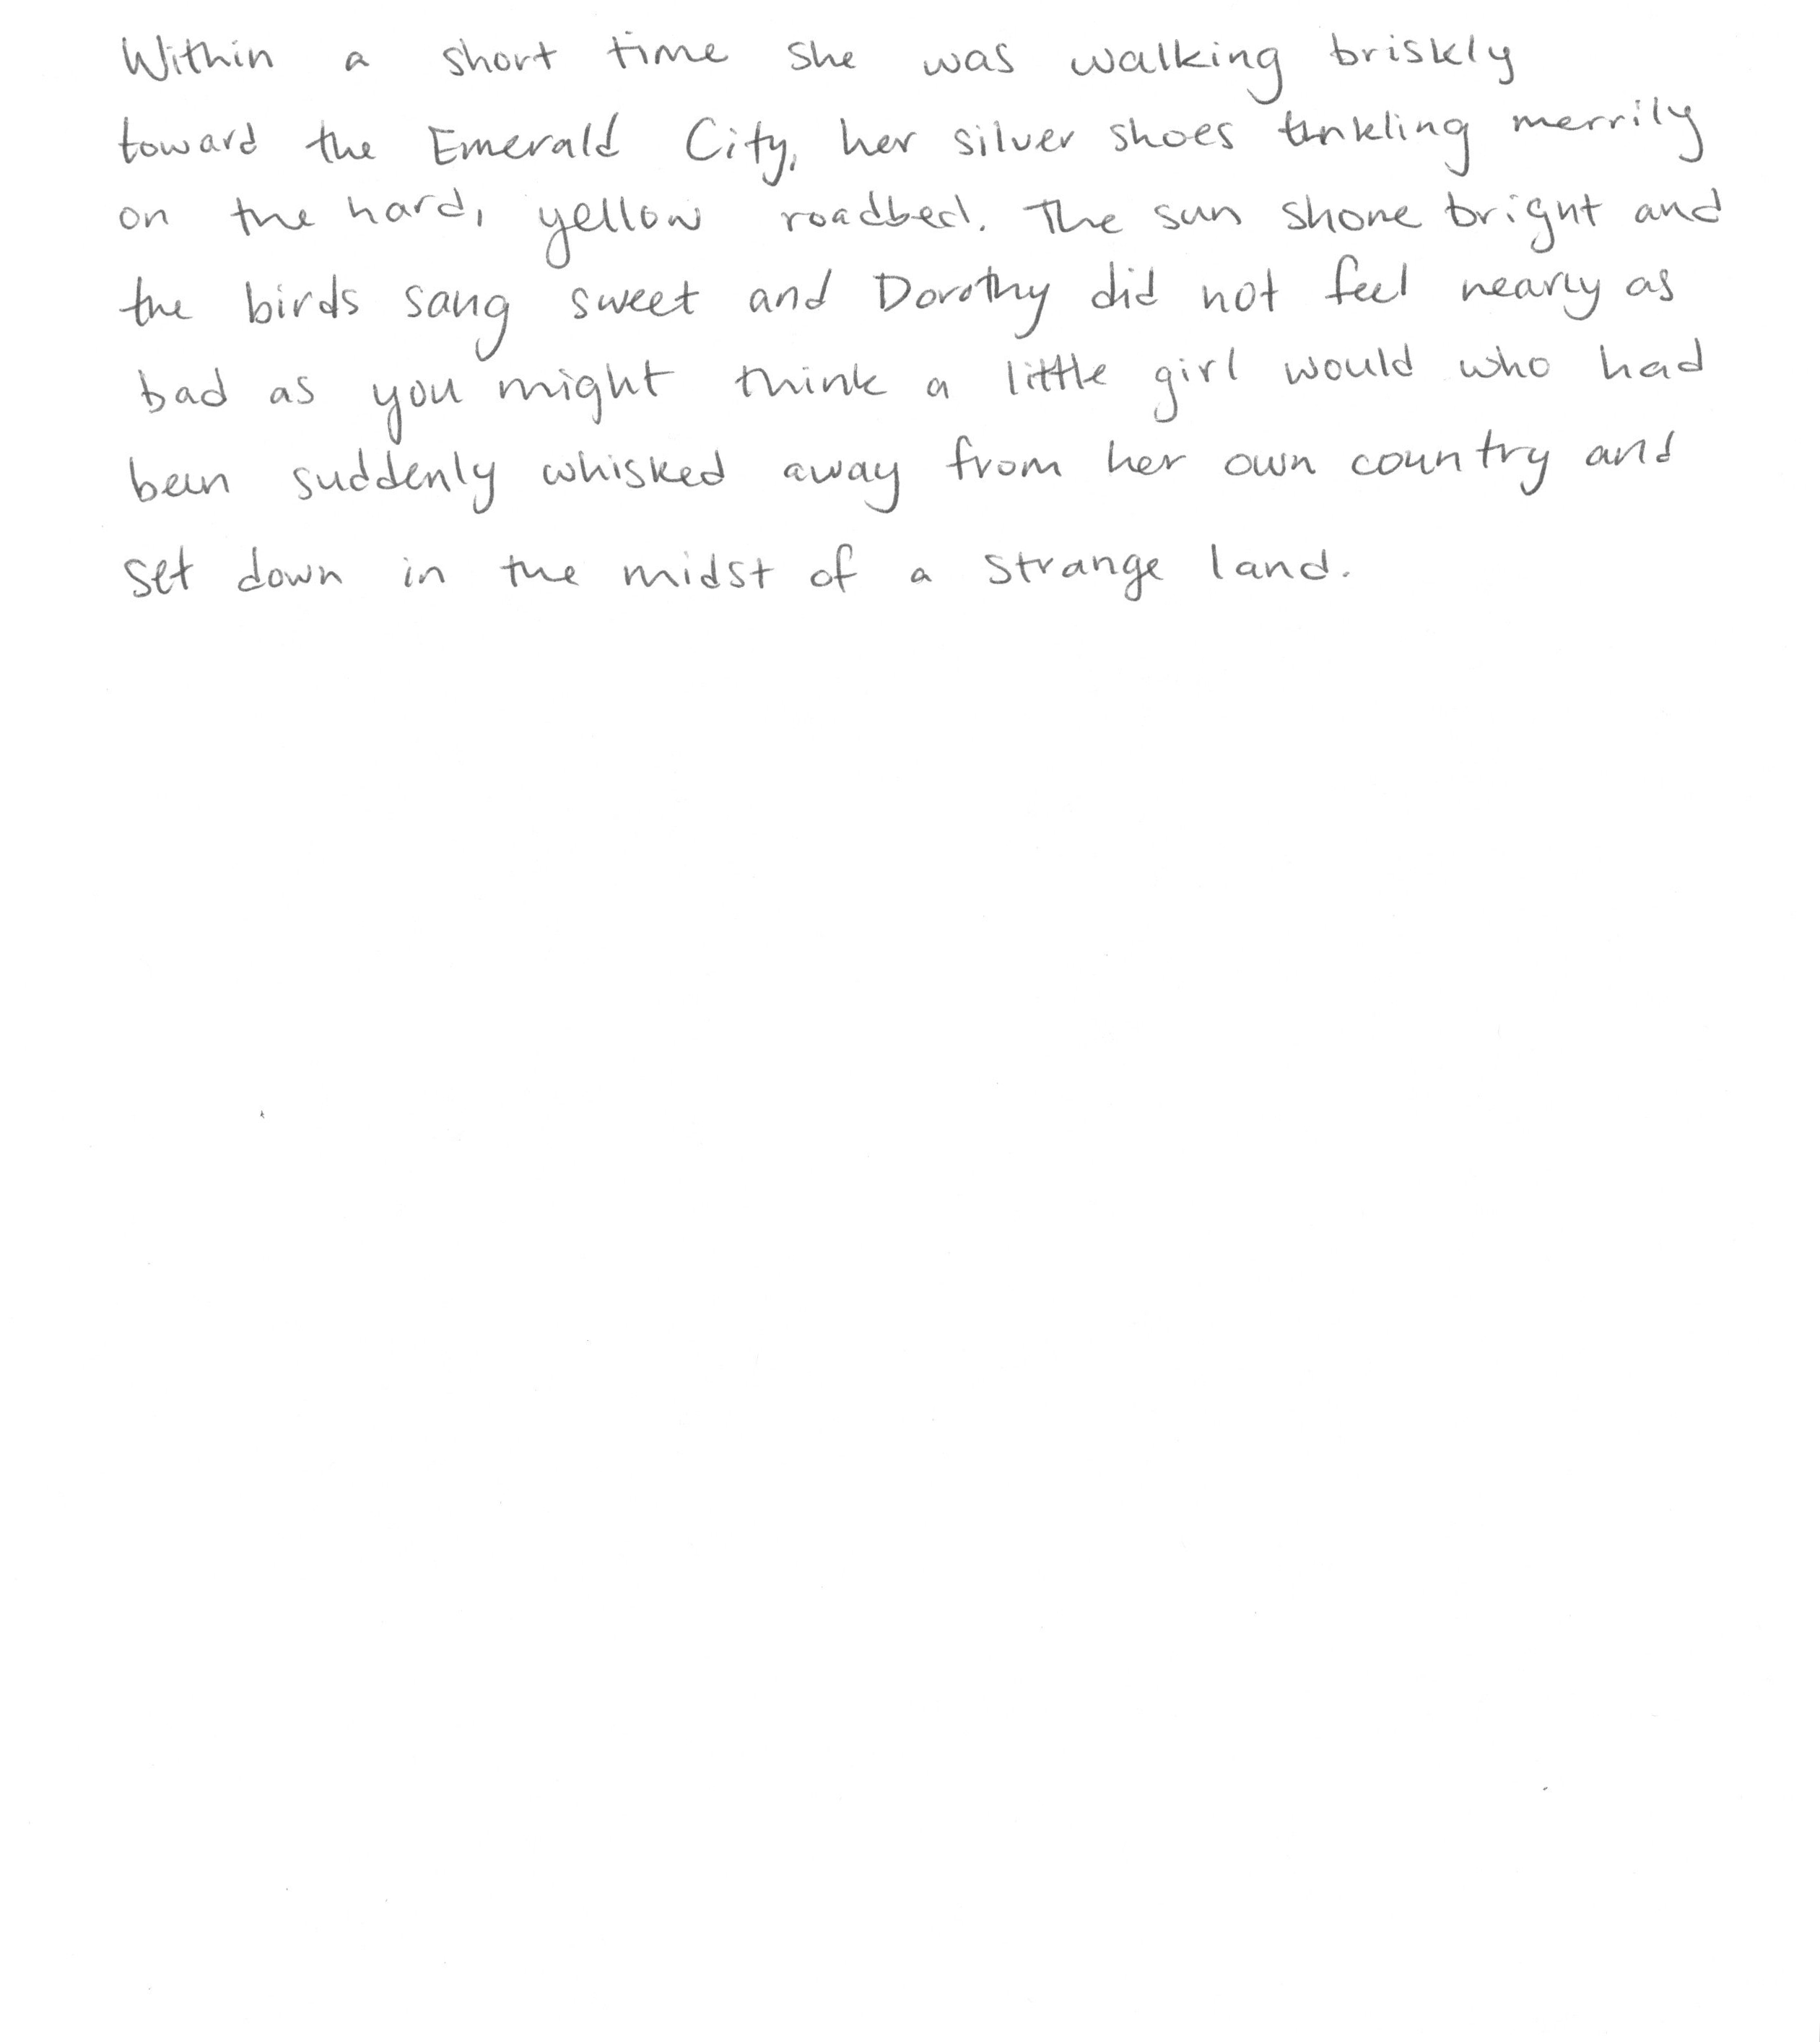 Within a short time she was walking briskly
toward the Emerald City, her silver shoes tinkling merrily
on the hard, yellow roadbed. The sun shone bright and
the birds sang sweet and Dorothy did not feel nearly as
bad as you might think a little girl would who had
been suddenly whisked away from her own country and
set down in the midst of a strange land.